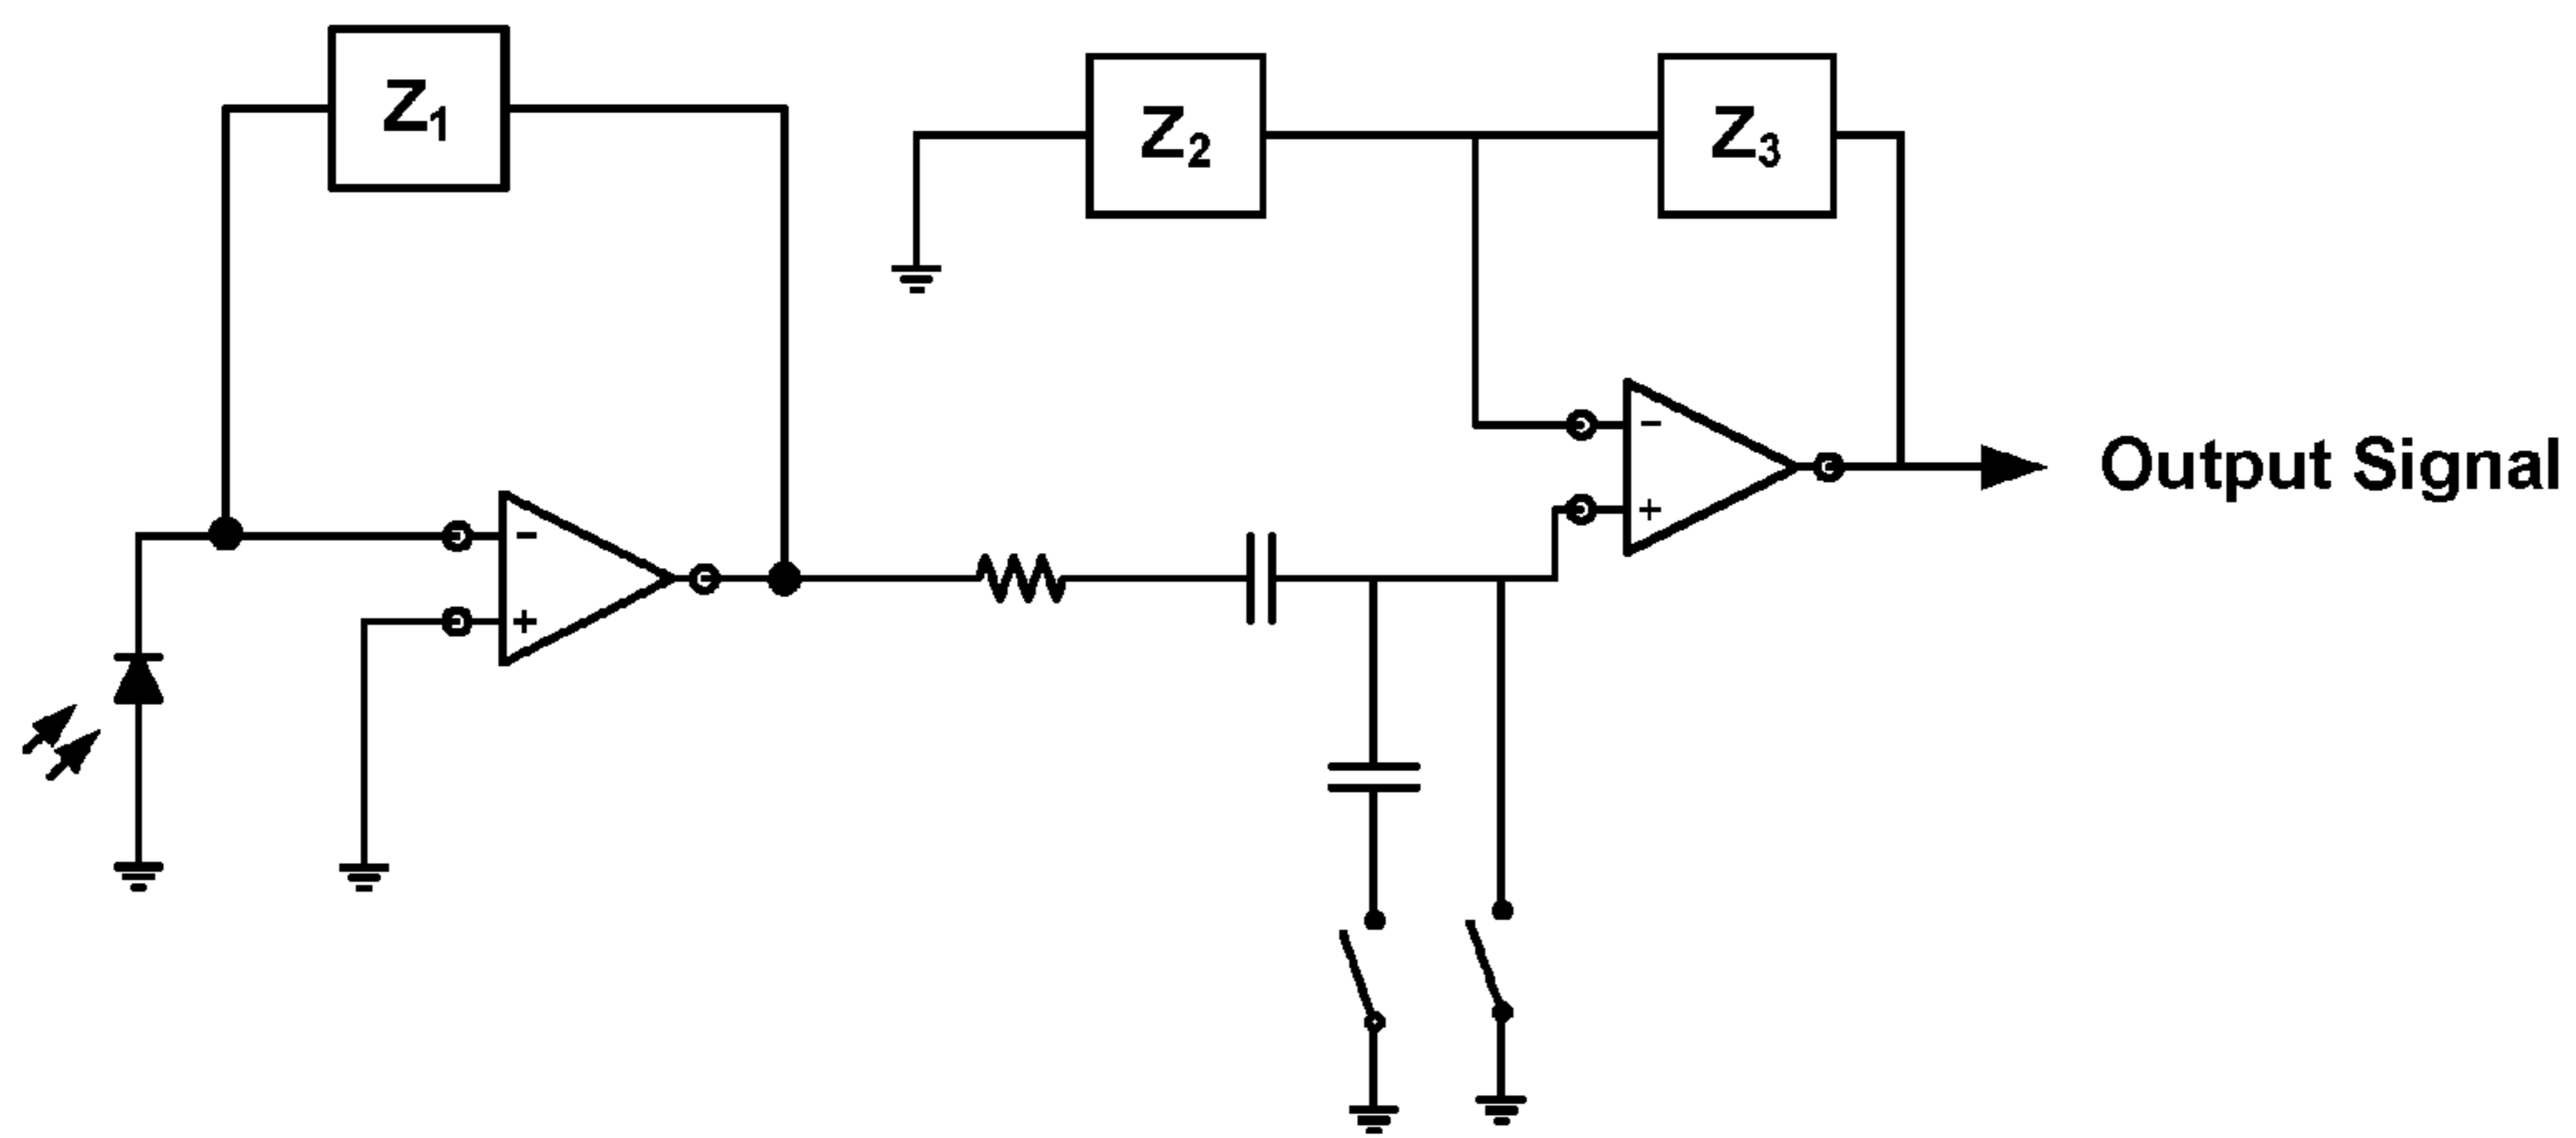 Z1
Z2
Z3
-
+
-
+
Output Signal